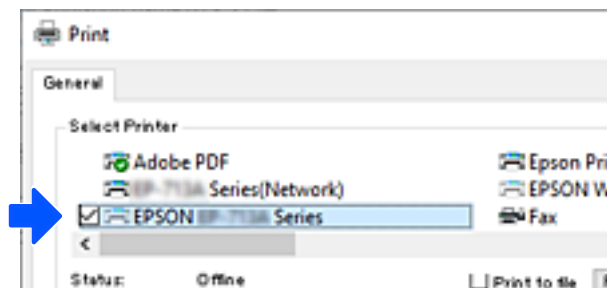 Print
General
Select Printer
Adobe PDF
Epson Pri
Series(Network)
EPSON W
EPSON Series
Fax
Status: Offline
Print to file